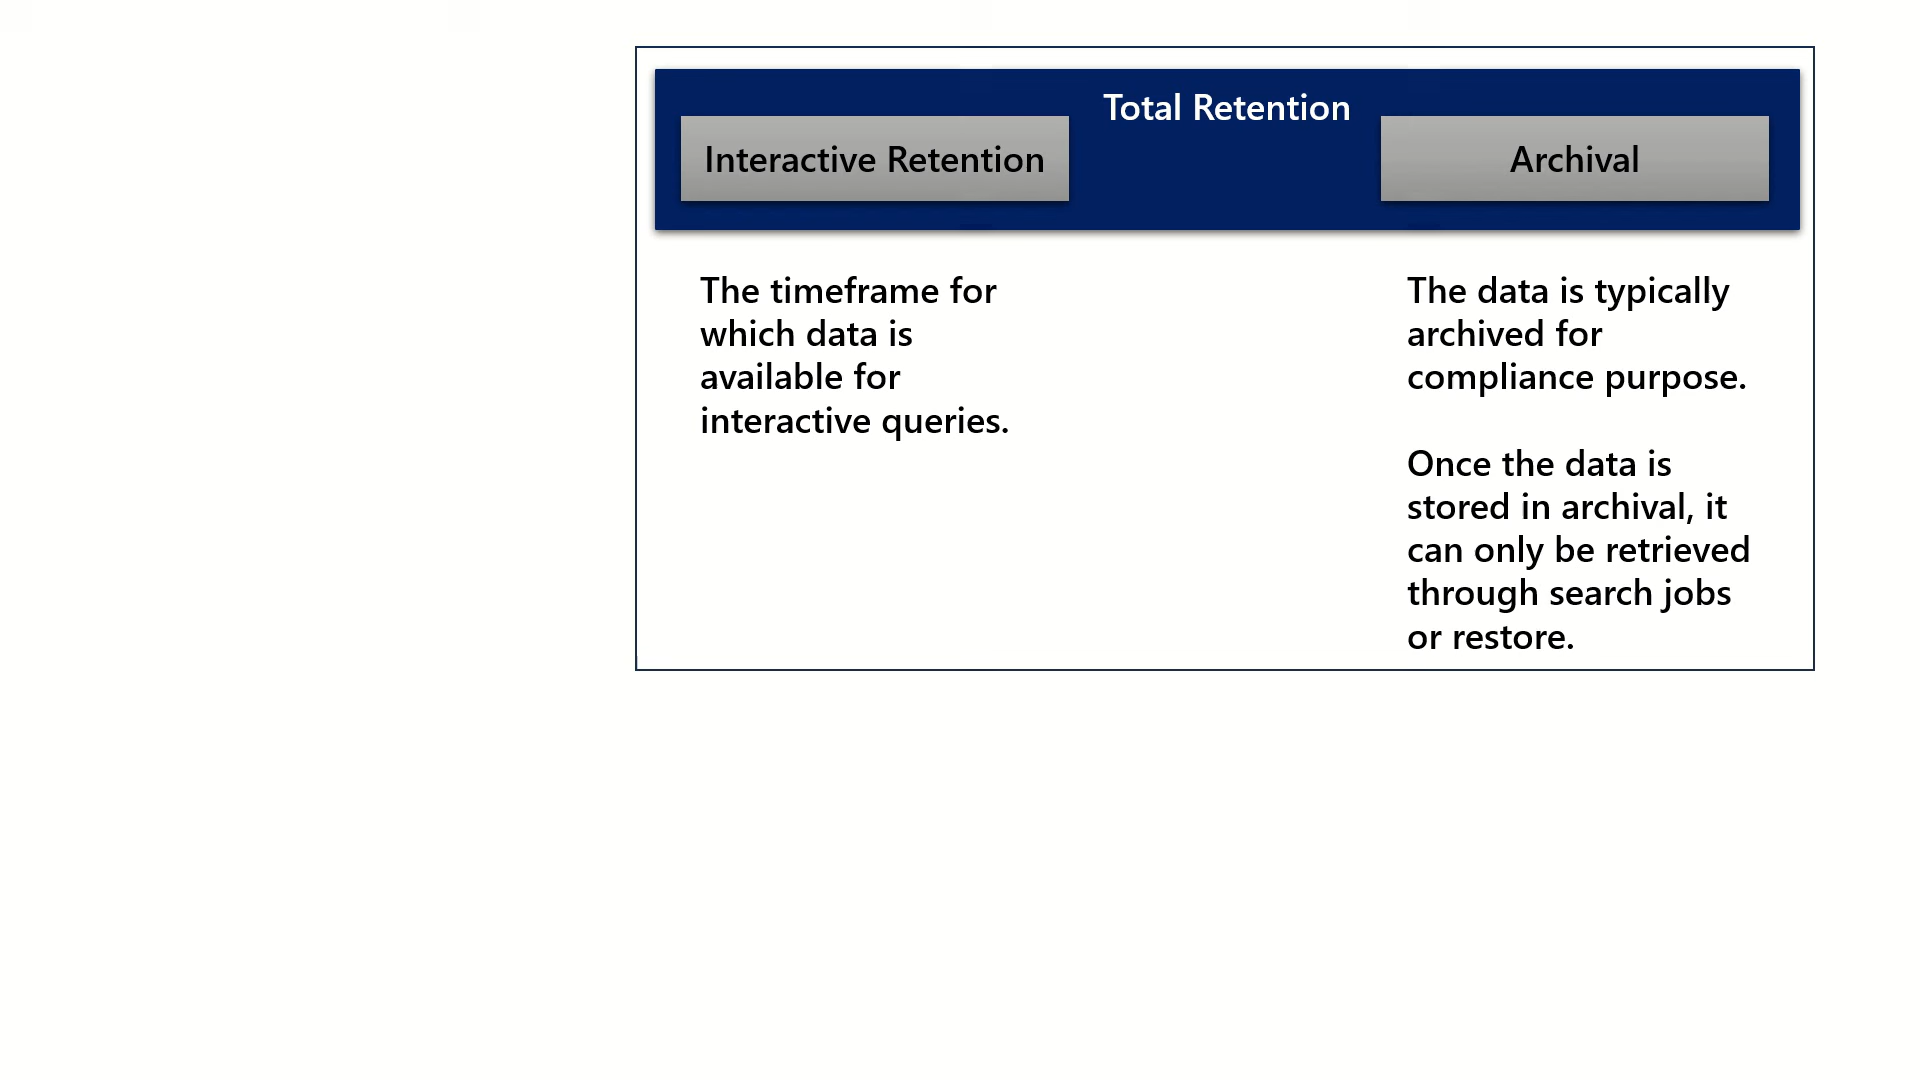 Total Retention
Interactive Retention
Archival
The timeframe for
which data is
available for
interactive queries.
The data is typically
archived for
compliance purpose.
Once the data is
stored in archival, it
can only be retrieved
through search jobs
or restore.